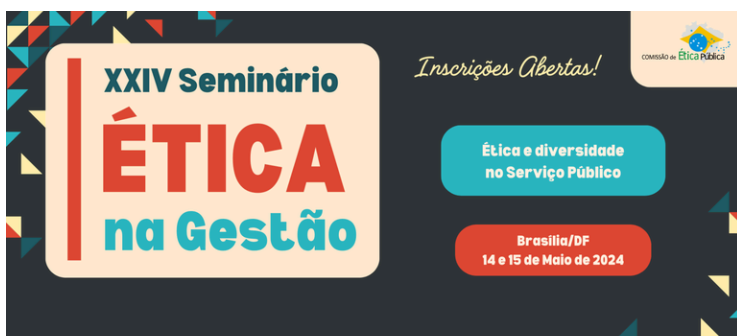 XXIV Seminário
ÉTICA
na Gestão
Inscrições Abertas!
COMISSÃO de Ética Pública
Ética e diversidade
no Serviço Público
Brasília/DF
14 e 15 de Maio de 2024